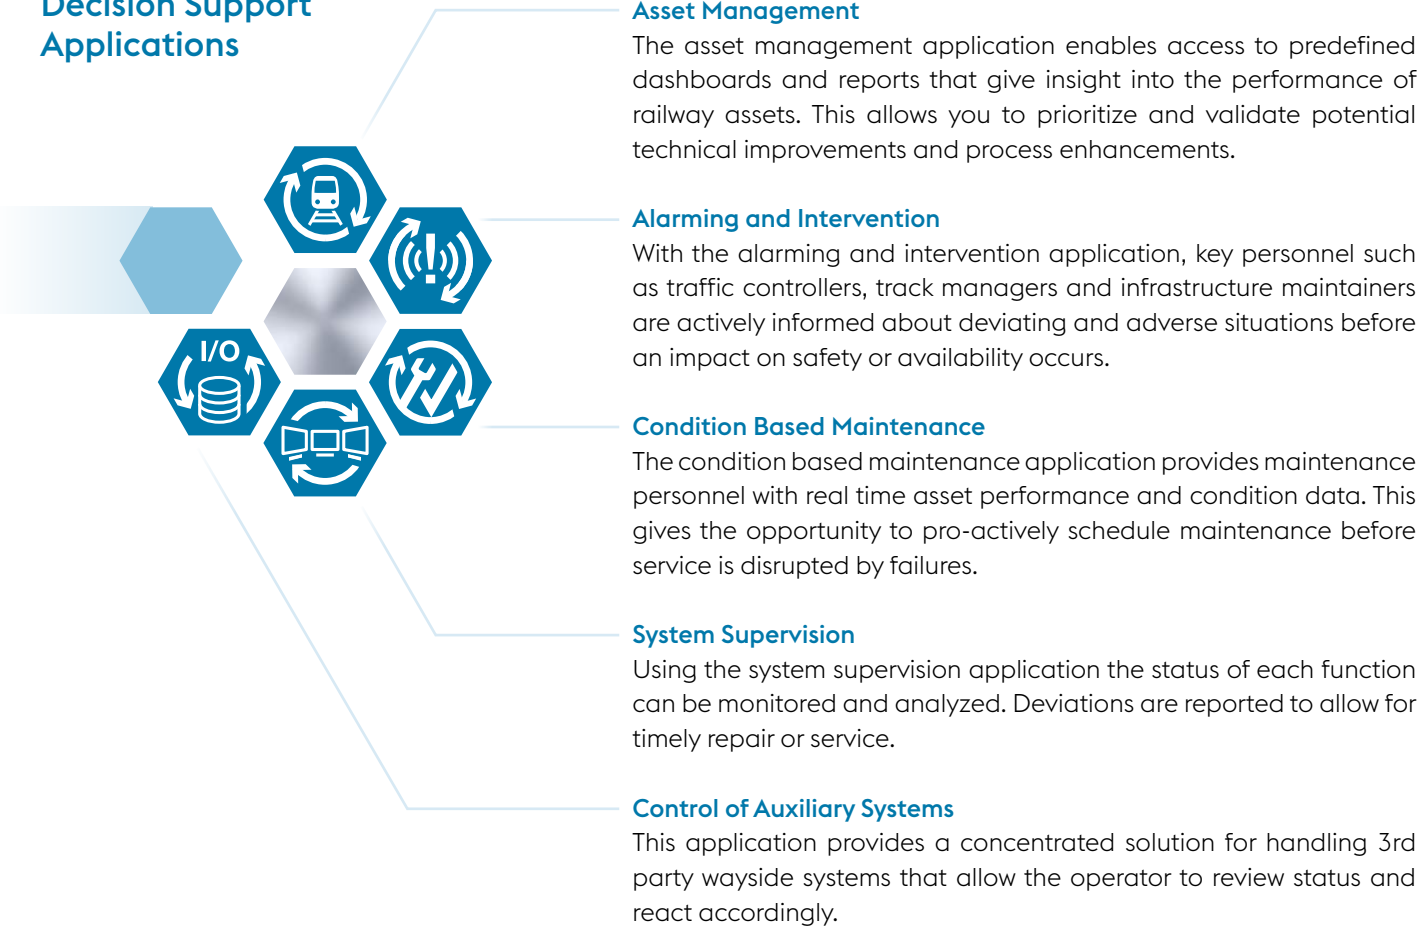 Decision Support
Applications
Asset Management
The asset management application enables access to predefined
dashboards and reports that give insight into the performance of
railway assets. This allows you to prioritize and validate potential
technical improvements and process enhancements.
Alarming and Intervention
With the alarming and intervention application, key personnel such
as traffic controllers, track managers and infrastructure maintainers
are actively informed about deviating and adverse situations before
an impact on safety or availability occurs.
I/O
Condition Based Maintenance
The condition based maintenance application provides maintenance
personnel with real time asset performance and condition data. This
gives the opportunity to pro-actively schedule maintenance before
service is disrupted by failures.
System Supervision
Using the system supervision application the status of each function
can be monitored and analyzed. Deviations are reported to allow for
timely repair or service.
Control of Auxiliary Systems
This application provides a concentrated solution for handling 3rd
party wayside systems that allow the operator to review status and
react accordingly.